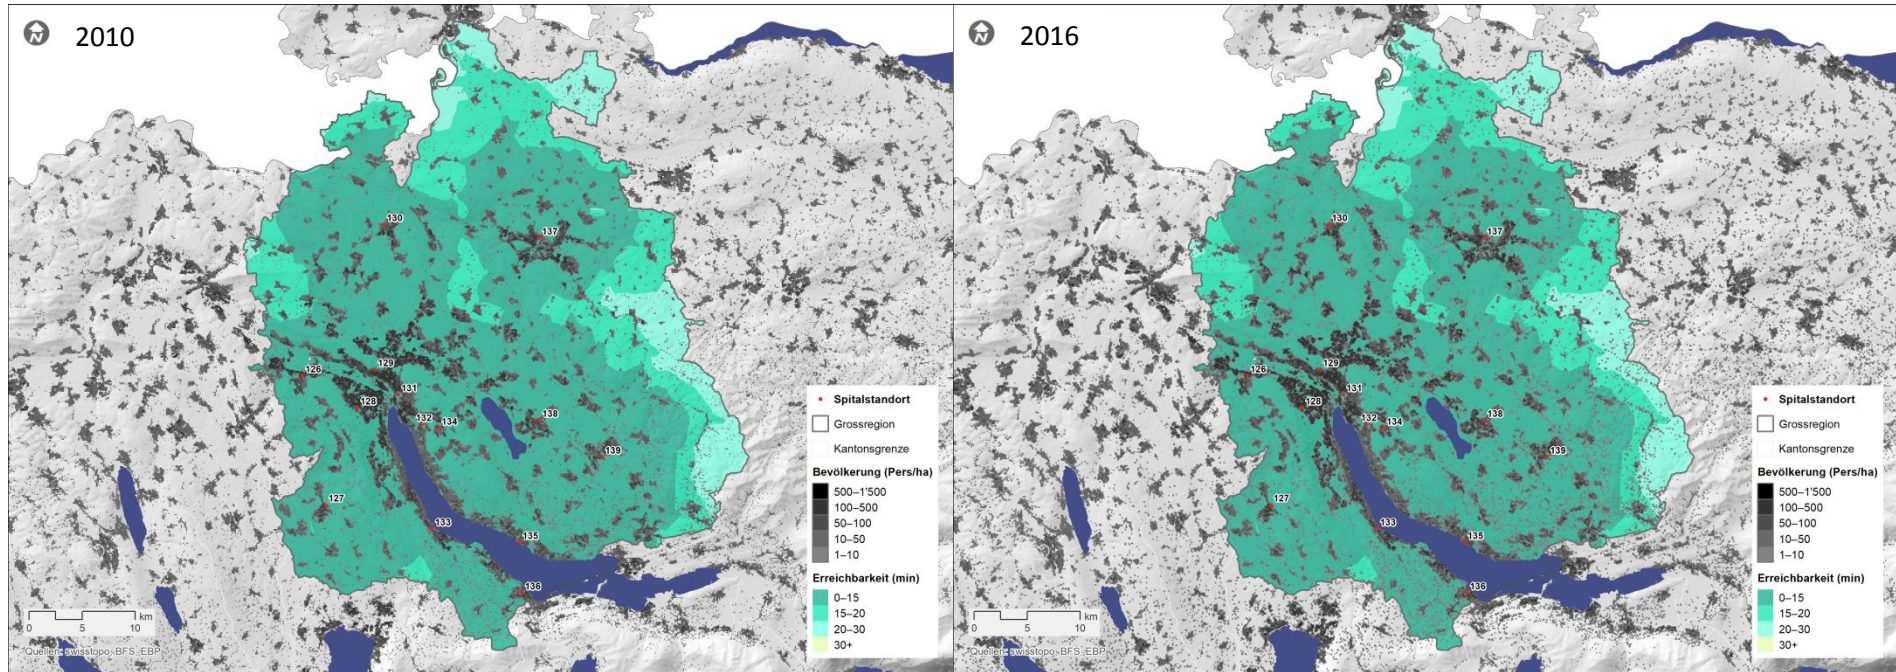 N 2010
130
137
129
126
131
128
132
134
138
139
127
133
135
136
Spitalstandort
Grossregion
Kantonsgrenze
Bevölkerung (Pers/ha)
500–1'500
100–500
50–100
10–50
1–10
Erreichbarkeit (min)
0–15
15–20
20–30
30+
km
0 5 10
Quellen: swisstopo, BFS, EBP
N 2016
130
137
129
126
131
128
132
134
138
139
127
133
135
136
Spitalstandort
Grossregion
Kantonsgrenze
Bevölkerung (Pers/ha)
500–1'500
100–500
50–100
10–50
1–10
Erreichbarkeit (min)
0–15
15–20
20–30
30+
km
0 5 10
Quellen: swisstopo, BFS, EBP